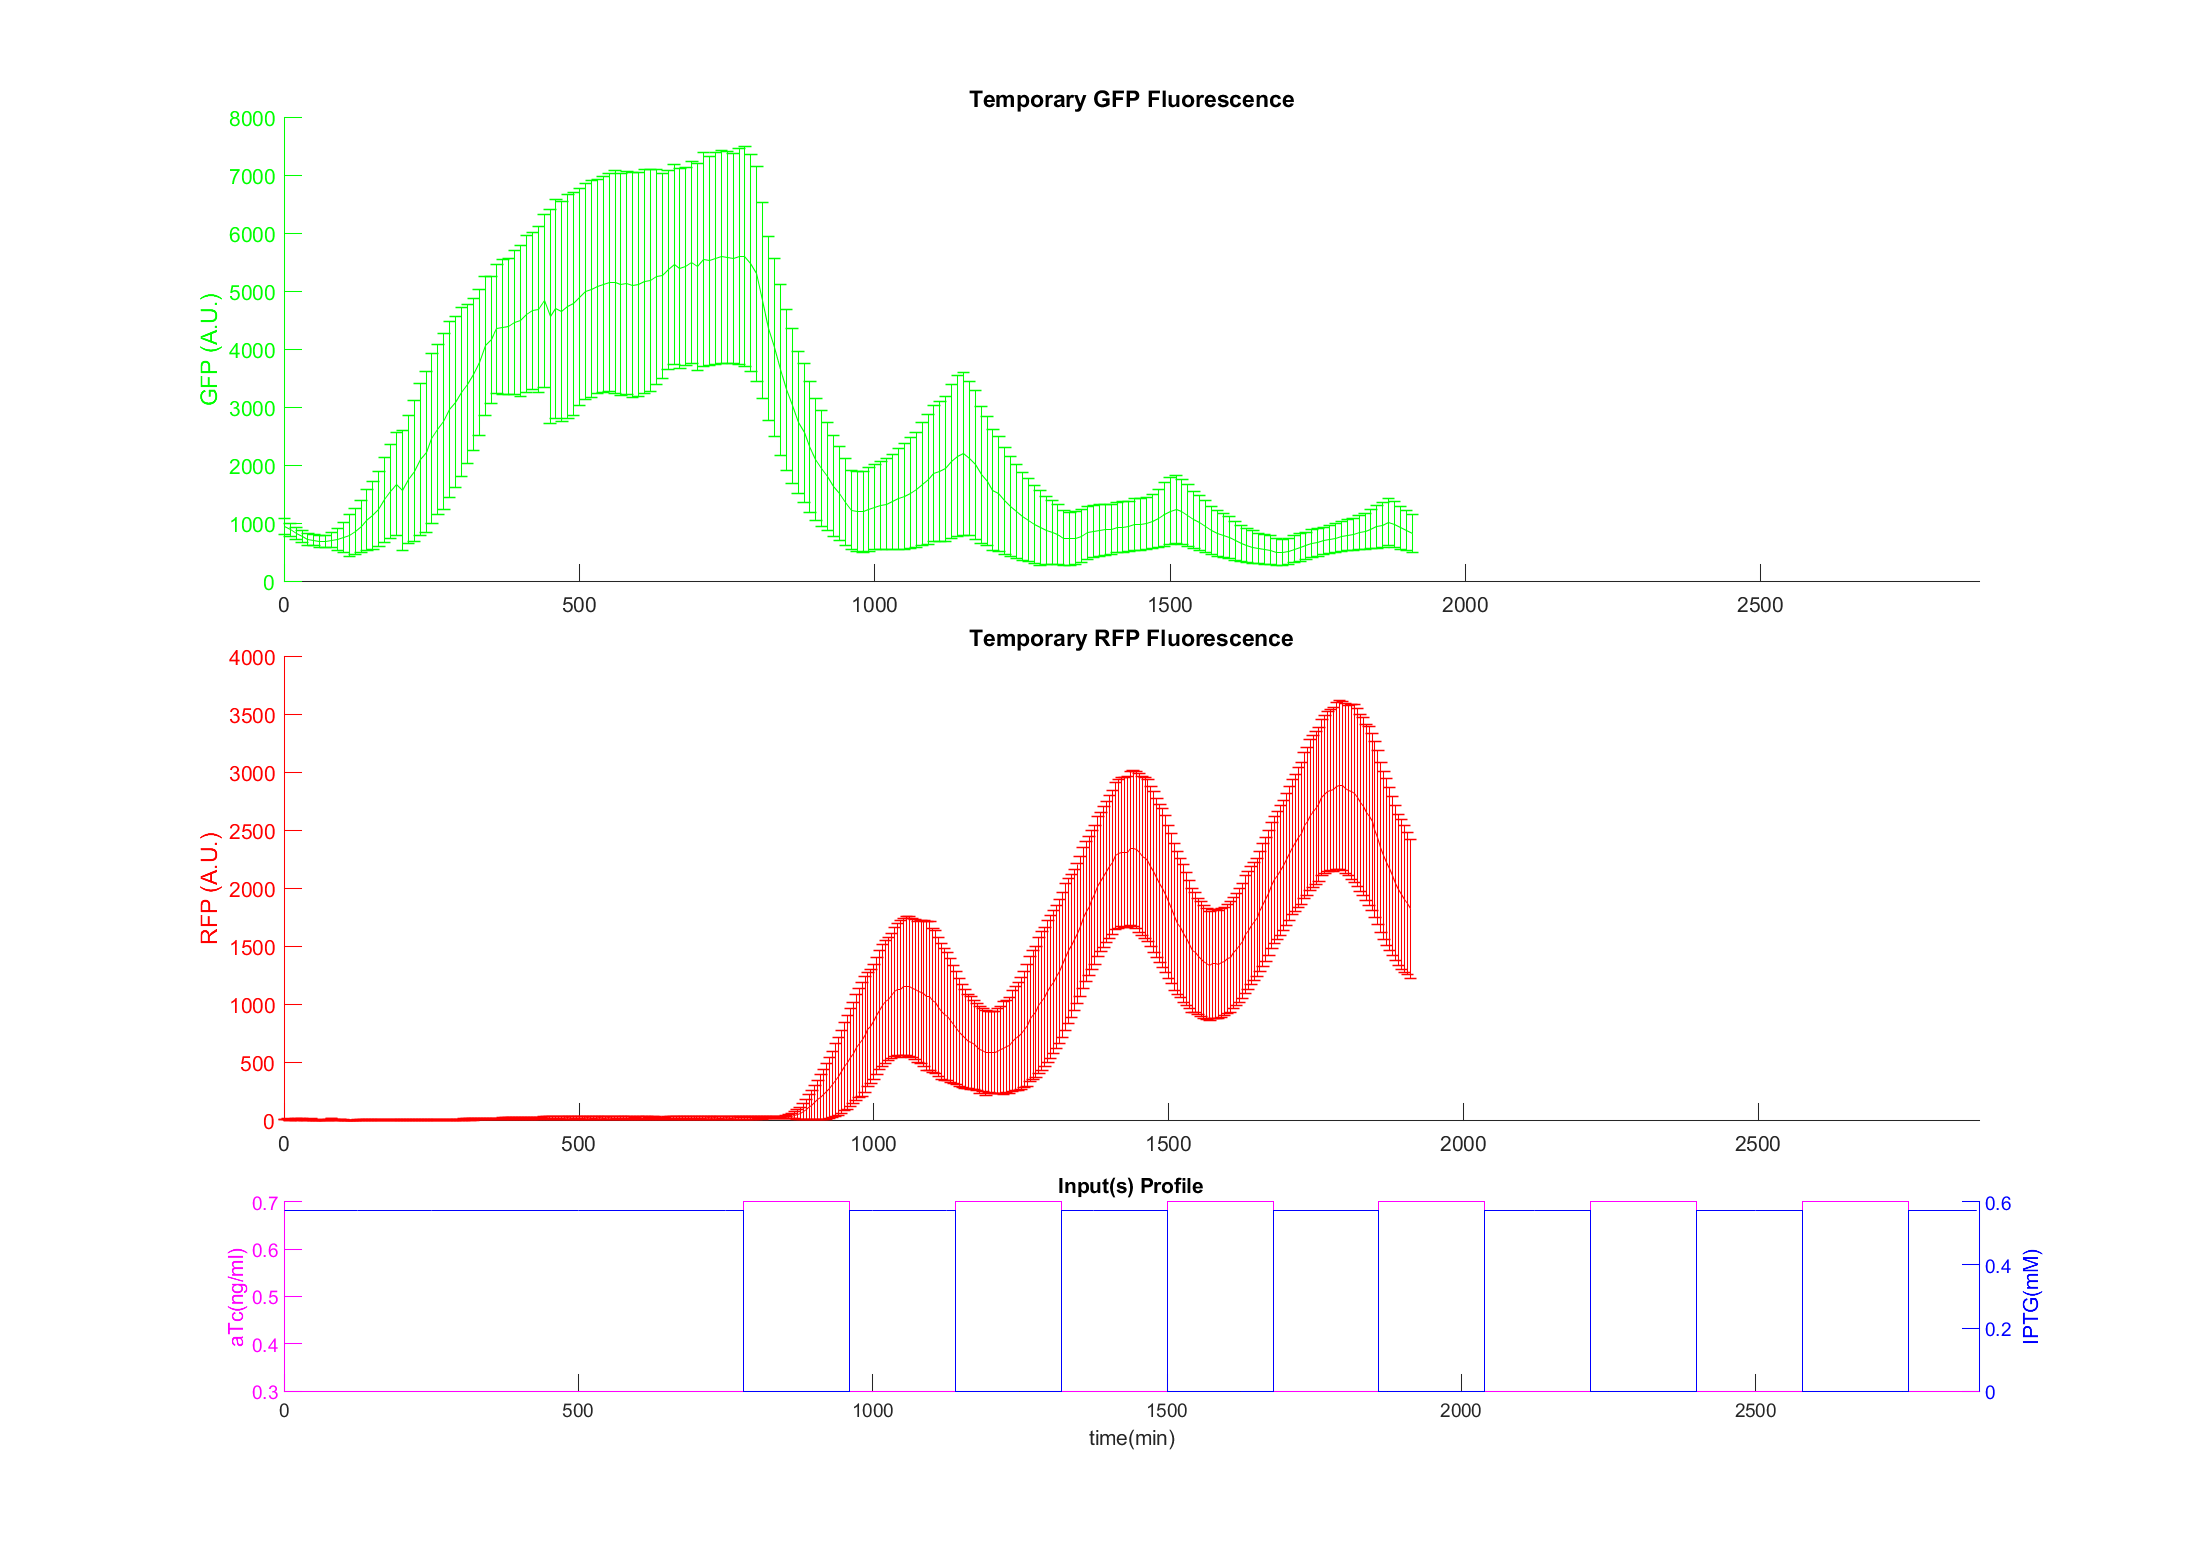 Temporary GFP Fluorescence
8000
7000
6000
5000
4000
3000
2000
1000
0
GFP (A.U.)
0 500 1000 1500 2000 2500
Temporary RFP Fluorescence
4000
3500
3000
2500
2000
1500
1000
500
0
RFP (A.U.)
0 500 1000 1500 2000 2500
Input(s) Profile
0.7
0.6
0.5
0.4
0.3
aTc(ng/ml)
0.6
0.4
0.2
0
IPTG(mM)
0 500 1000 1500 2000 2500
time(min)